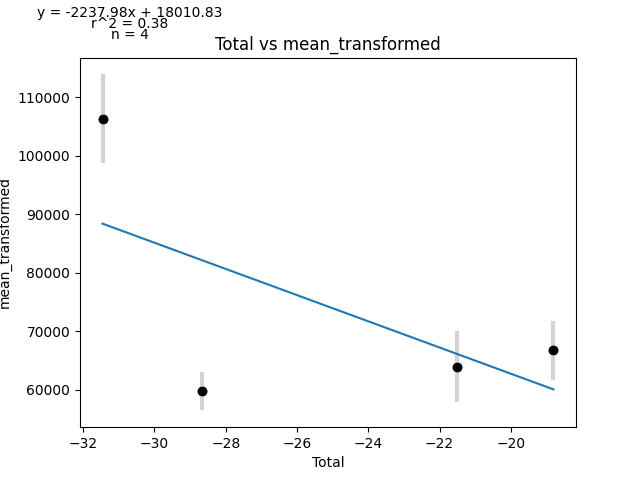 y = -2237.98x + 18010.83
r^2 = 0.38
n = 4
Total vs mean_transformed
110000
100000
90000
80000
70000
60000
mean_transformed
−32
−30
−28
−26
−24
−22
−20
Total